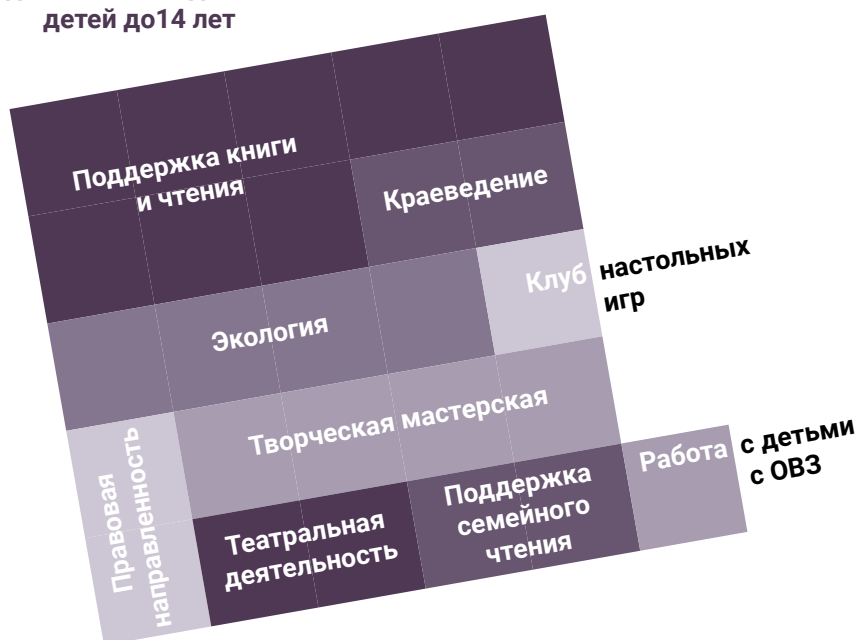 детей до14 лет
Поддержка книги
и чтения
Краеведение
Клуб настольных
игр
Экология
Творческая мастерская
Правовая
направленность
Театральная
деятельность
Поддержка
семейного
чтения
Работа с детьми
с ОВЗ